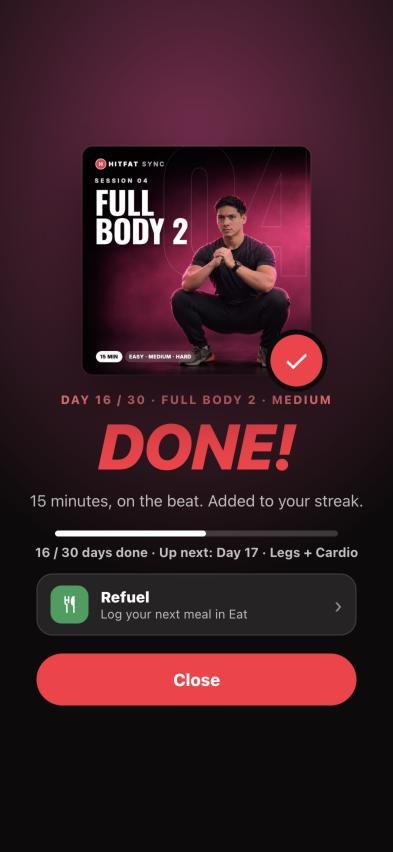 HITFAT SYNC
SESSION 04
FULL
BODY 2
04
15 MIN
EASY · MEDIUM · HARD
DAY 16 / 30 · FULL BODY 2 · MEDIUM
DONE!
15 minutes, on the beat. Added to your streak.
16 / 30 days done · Up next: Day 17 · Legs + Cardio
Refuel
Log your next meal in Eat
Close